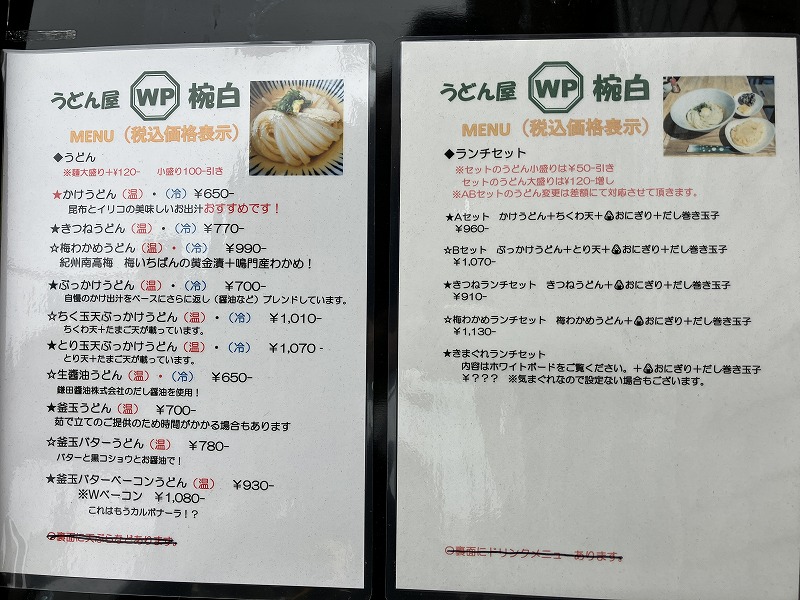 うどん屋 WP 椀白
MENU（税込価格表示）
◆うどん
※麺大盛り＋¥120- 小盛り100-引き
★かけうどん（温）・（冷）￥650-
昆布とイリコの美味しいお出汁おすすめです！
★きつねうどん（温）・（冷）￥770-
☆梅わかめうどん（温）・（冷）￥990-
紀州南高梅 梅いちばんの黄金漬＋鳴門産わかめ！
★ぶっかけうどん（温）・（冷）￥700-
自慢のかけ出汁をベースにさらに返し（醤油など）ブレンドしています。
☆ちく玉天ぶっかけうどん（温）・（冷）￥1,010-
ちくわ天＋たまご天が載っています。
★とり玉天ぶっかけうどん（温）・（冷）￥1,070-
とり天＋たまご天が載っています。
☆生醤油うどん（温）・（冷）￥650-
鎌田醤油株式会社のだし醤油を使用！
★釜玉うどん（温）￥700-
茹で立てのご提供のため時間がかかる場合もあります
☆釜玉バターうどん（温）￥780-
バターと黒コショウとお醤油で！
★釜玉バターベーコンうどん（温）￥930-
※Wベーコン ￥1,080-
これはもうカルボナーラ！？
○裏面に天ぷらなどあります。
うどん屋 WP 椀白
MENU（税込価格表示）
◆ランチセット
※セットのうどん小盛りは￥50-引き
セットのうどん大盛りは¥120-増し
※ABセットのうどん変更は差額にて対応させて頂きます。
★Aセット かけうどん＋ちくわ天＋🍙おにぎり＋だし巻き玉子
￥960-
☆Bセット ぶっかけうどん＋とり天＋🍙おにぎり＋だし巻き玉子
￥1,070-
★きつねランチセット きつねうどん＋🍙おにぎり＋だし巻き玉子
￥910-
☆梅わかめランチセット 梅わかめうどん＋🍙おにぎり＋だし巻き玉子
￥1,130-
★きまぐれランチセット
内容はホワイトボードをご覧ください。＋🍙おにぎり＋だし巻き玉子
￥？？？ ※気まぐれなので設定ない場合もございます。
○裏面にドリンクメニュー あります。